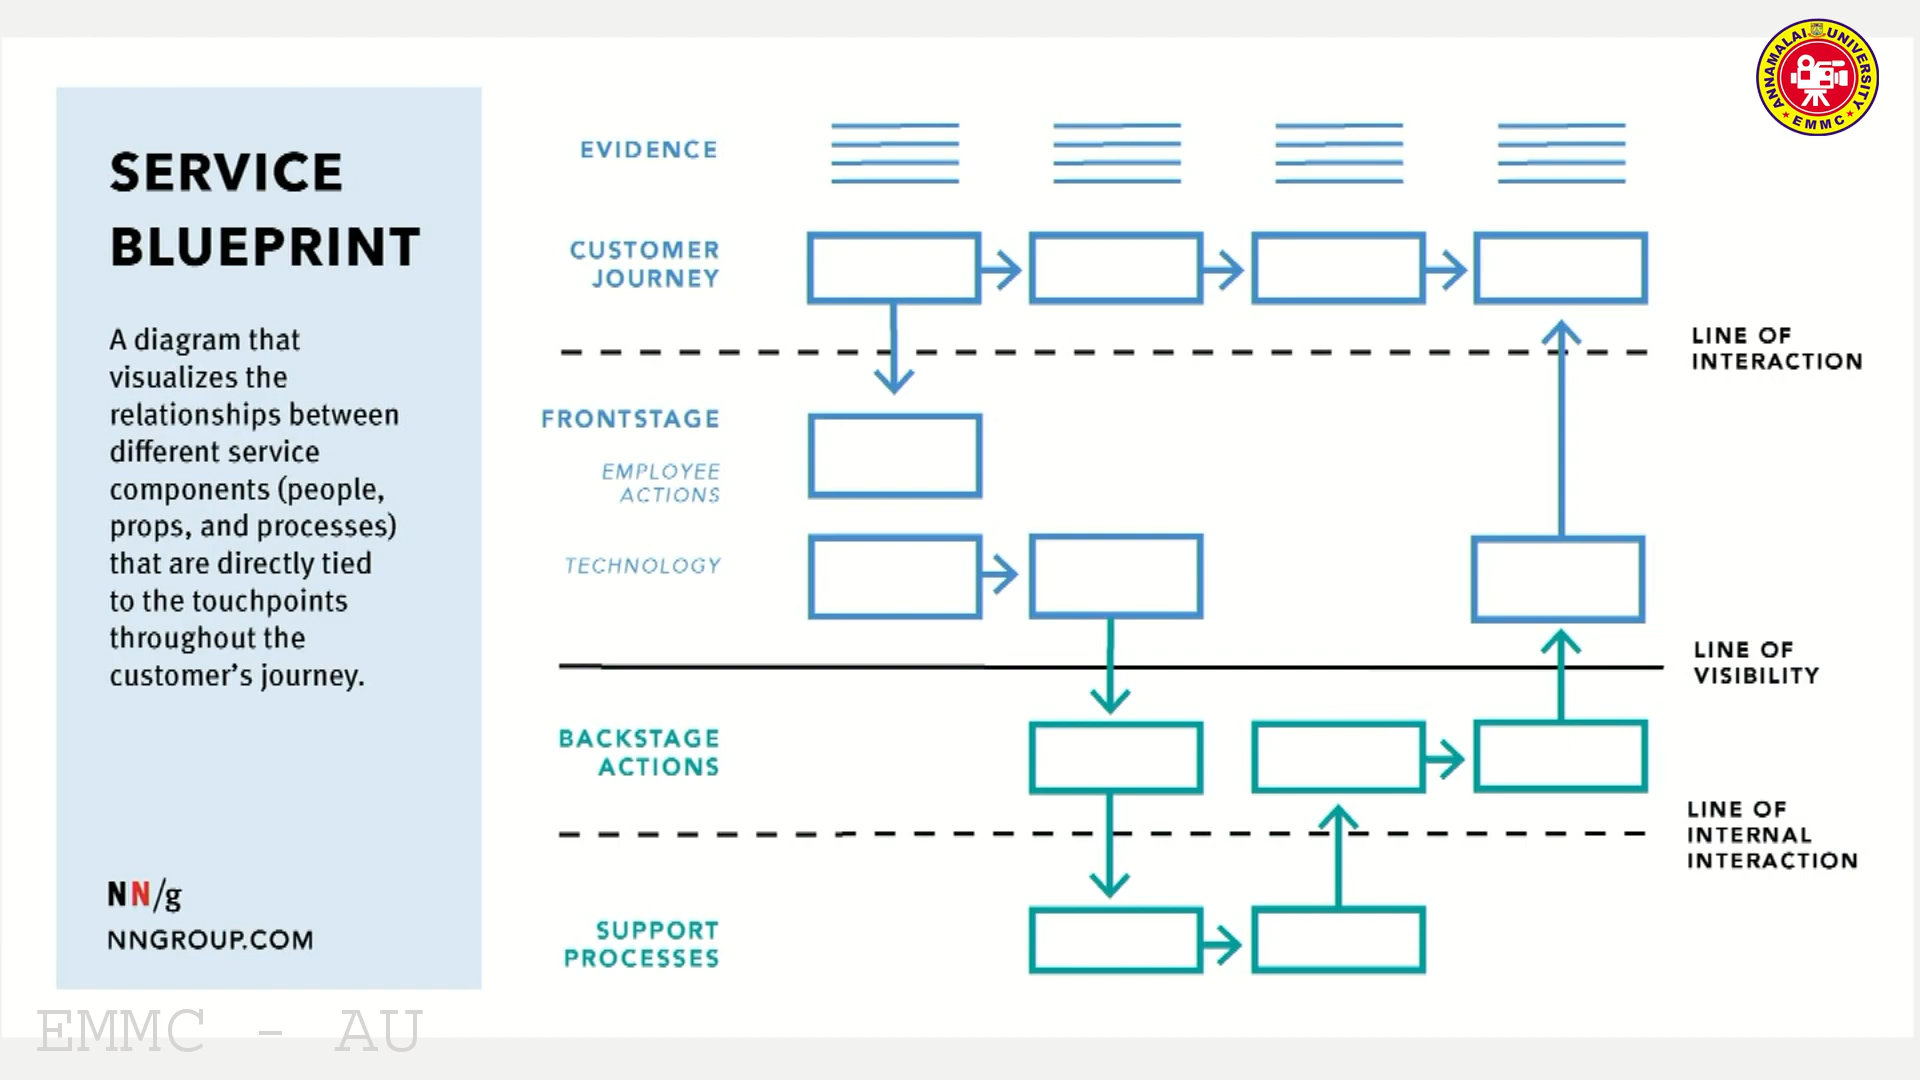 ANNAMALAI UNIVERSITY
EMMC
SERVICE
BLUEPRINT
A diagram that
visualizes the
relationships between
different service
components (people,
props, and processes)
that are directly tied
to the touchpoints
throughout the
customer's journey.
NN/g
NNGROUP.COM
EVIDENCE
CUSTOMER
JOURNEY
LINE OF
INTERACTION
FRONTSTAGE
EMPLOYEE
ACTIONS
TECHNOLOGY
LINE OF
VISIBILITY
BACKSTAGE
ACTIONS
LINE OF
INTERNAL
INTERACTION
SUPPORT
PROCESSES
EMMC - AU